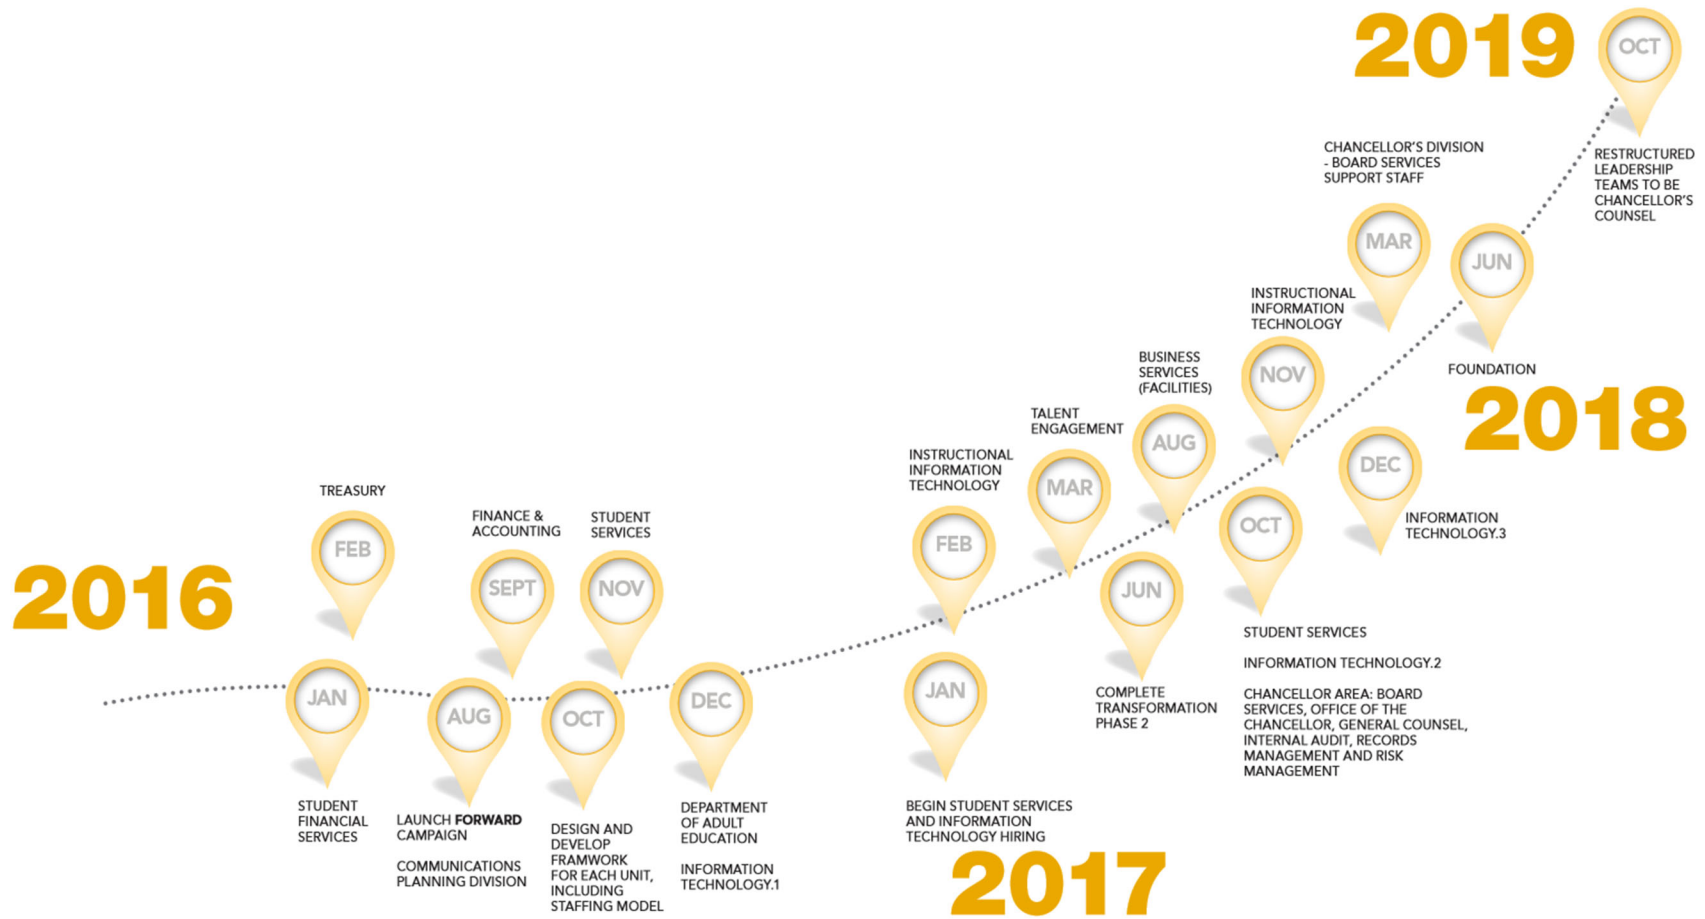 2016
JAN
STUDENT
FINANCIAL
SERVICES
TREASURY
FEB
AUG
LAUNCH FORWARD
CAMPAIGN
COMMUNICATIONS
PLANNING DIVISION
FINANCE &
ACCOUNTING
SEPT
OCT
DESIGN AND
DEVELOP
FRAMWORK
FOR EACH UNIT,
INCLUDING
STAFFING MODEL
STUDENT
SERVICES
NOV
DEC
DEPARTMENT
OF ADULT
EDUCATION
INFORMATION
TECHNOLOGY.1
2017
JAN
BEGIN STUDENT SERVICES
AND INFORMATION
TECHNOLOGY HIRING
INSTRUCTIONAL
INFORMATION
TECHNOLOGY
FEB
TALENT
ENGAGEMENT
MAR
JUN
COMPLETE
TRANSFORMATION
PHASE 2
BUSINESS
SERVICES
(FACILITIES)
AUG
OCT
STUDENT SERVICES
INFORMATION TECHNOLOGY.2
CHANCELLOR AREA: BOARD
SERVICES, OFFICE OF THE
CHANCELLOR, GENERAL COUNSEL,
INTERNAL AUDIT, RECORDS
MANAGEMENT AND RISK
MANAGEMENT
INSTRUCTIONAL
INFORMATION
TECHNOLOGY
NOV
DEC
INFORMATION
TECHNOLOGY.3
2018
CHANCELLOR'S DIVISION
- BOARD SERVICES
SUPPORT STAFF
MAR
JUN
FOUNDATION
2019
OCT
RESTRUCTURED
LEADERSHIP
TEAMS TO BE
CHANCELLOR'S
COUNSEL